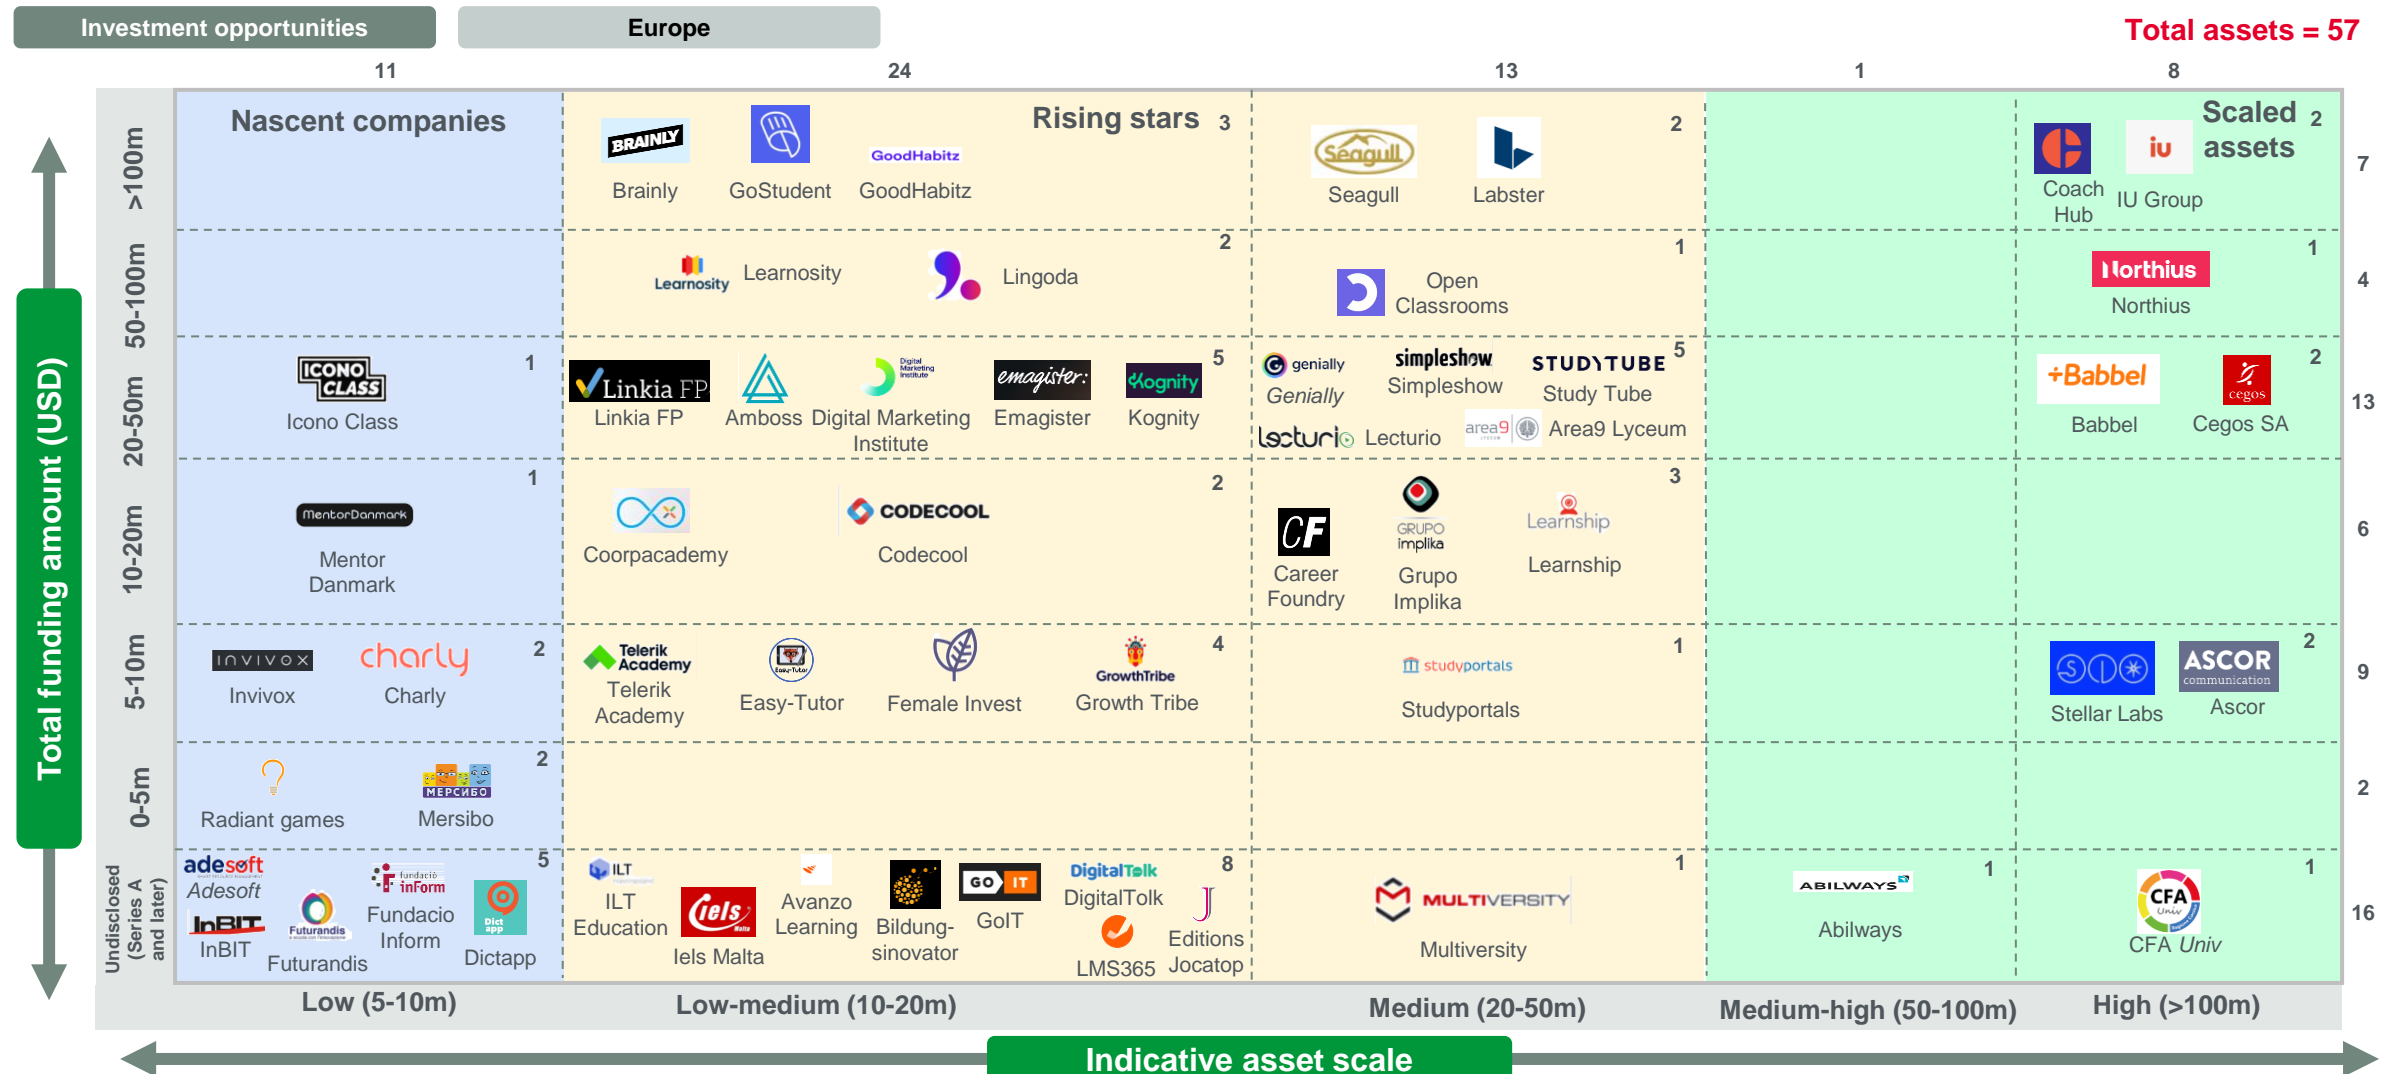 Investment opportunities
Europe
Total assets = 57
11
24
13
1
8
Total funding amount (USD)
>100m
Nascent companies
BRAINLY
Brainly
GoStudent
GoodHabitz
GoodHabitz
Rising stars
3
Seagull
Seagull
Labster
2
Coach
Hub
iu
IU Group
Scaled
assets
2
7
50-100m
Learnosity
Learnosity
Lingoda
2
Open
Classrooms
1
Northius
Northius
1
4
20-50m
ICONO
CLASS
Icono Class
1
Linkia FP
Linkia FP
Amboss
Digital
Marketing
Institute
Digital Marketing
Institute
emagister:
Emagister
Kognity
Kognity
5
genially
Genially
simpleshow
Simpleshow
STUDYTUBE
Study Tube
5
lecturio
Lecturio
area9
LYCEUM
Area9 Lyceum
+Babbel
Babbel
cegos
Cegos SA
2
13
10-20m
MentorDanmark
Mentor
Danmark
1
Coorpacademy
CODECOOL
Codecool
2
CF
Career
Foundry
GRUPO
implika
Grupo
Implika
Learnship
Learnship
3
6
5-10m
INVIVOX
Invivox
charly
Charly
2
Telerik
Academy
Telerik
Academy
Easy-Tutor
Easy-Tutor
Female Invest
GrowthTribe
Growth Tribe
4
studyportals
Studyportals
1
Stellar Labs
ASCOR
communication
Ascor
2
9
0-5m
Radiant games
МЕРСИБО
Mersibo
2
2
Undisclosed
(Series A
and later)
adesoft
Adesoft
InBIT
InBIT
Futurandis
Futurandis
fundació
inForm
Fundacio
Inform
Dict
app
Dictapp
5
ILT
ILT
Education
iels
Malta
Iels Malta
Avanzo
Learning
Bildung-
sinovator
GO IT
GoIT
DigitalTolk
DigitalTolk
LMS365
Editions
Jocatop
8
MULTIVERSITY
Multiversity
1
ABILWAYS
Abilways
1
CFA
Univ
CFA Univ
1
16
Low (5-10m)
Low-medium (10-20m)
Medium (20-50m)
Medium-high (50-100m)
High (>100m)
Indicative asset scale